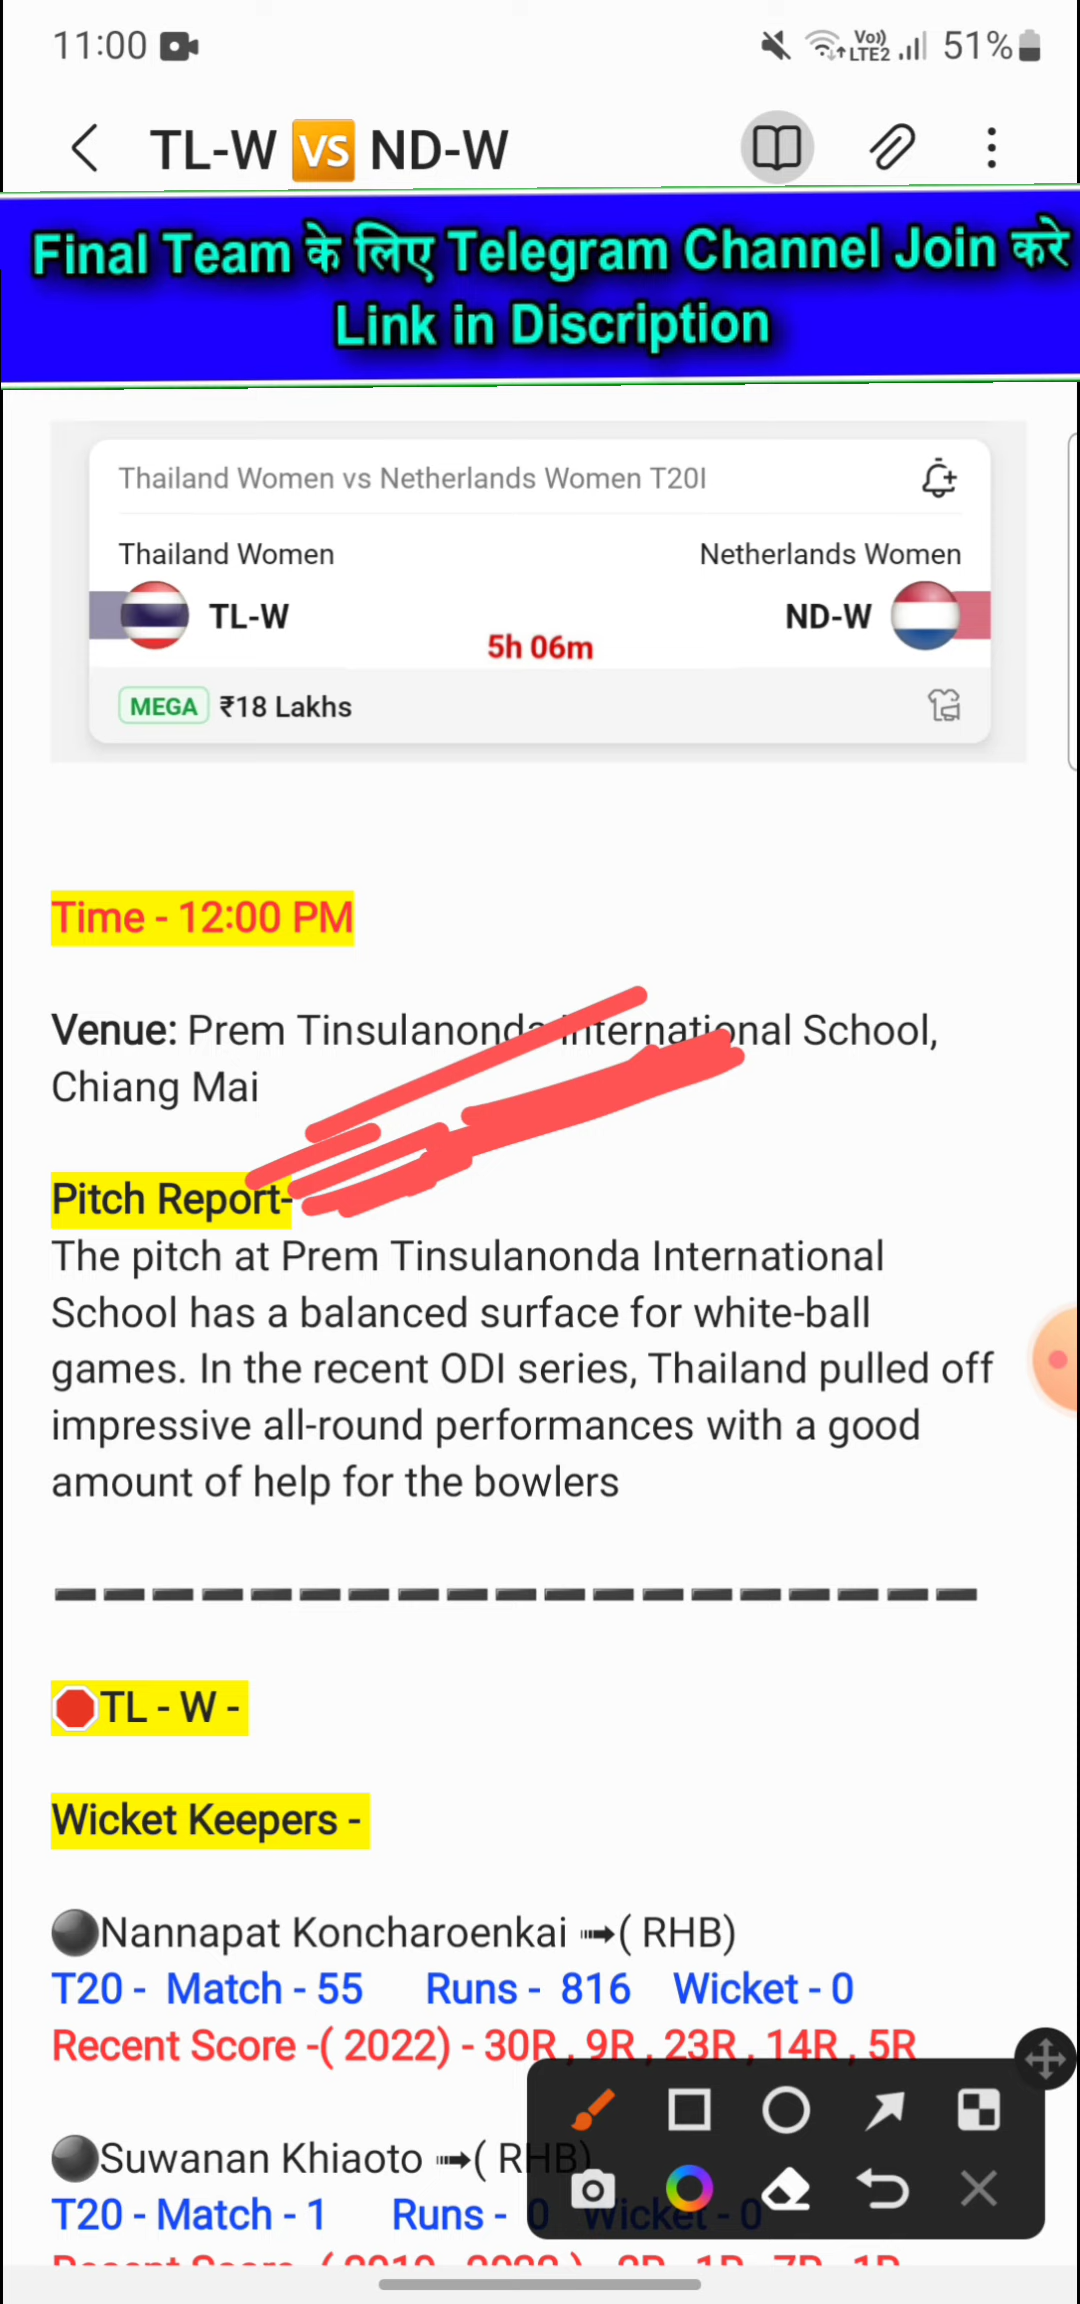 11:00 Vo)) LTE2 51%
TL-W VS ND-W
Final Team के लिए Telegram Channel Join करे
Link in Discription
Thailand Women vs Netherlands Women T20I
Thailand Women Netherlands Women
TL-W ND-W
5h 06m
MEGA ₹18 Lakhs
Time - 12:00 PM
Venue: Prem Tinsulanonda International School,
Chiang Mai
Pitch Report-
The pitch at Prem Tinsulanonda International
School has a balanced surface for white-ball
games. In the recent ODI series, Thailand pulled off
impressive all-round performances with a good
amount of help for the bowlers
TL - W -
Wicket Keepers -
Nannapat Koncharoenkai ➟( RHB)
T20 - Match - 55 Runs - 816 Wicket - 0
Recent Score -( 2022) - 30R , 9R , 23R , 14R , 5R
Suwanan Khiaoto ➟( RHB)
T20 - Match - 1 Runs - 0 Wicket - 0